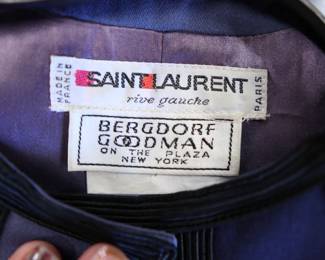 MADE IN
FRANCE
SAINT LAURENT
rive gauche
PARIS
BERGDORF
GOODMAN
ON THE PLAZA
NEW YORK